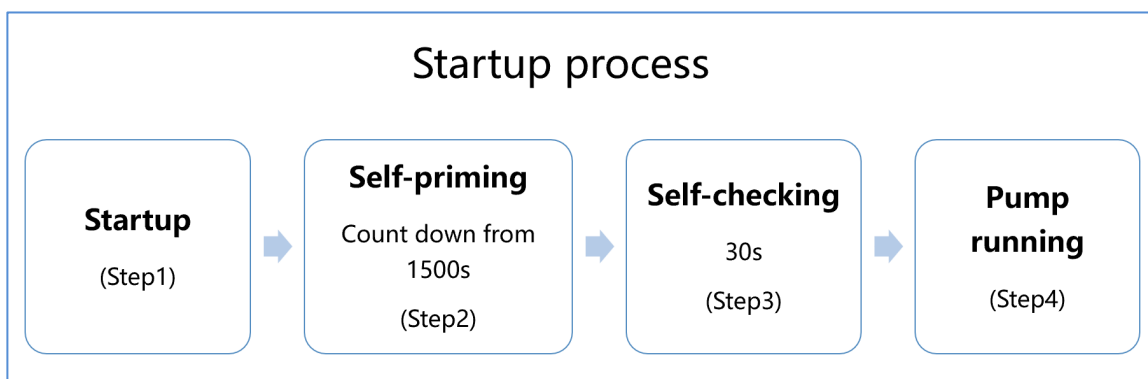 Startup process
Startup
(Step1)
Self-priming
Count down from
1500s
(Step2)
Self-checking
30s
(Step3)
Pump
running
(Step4)